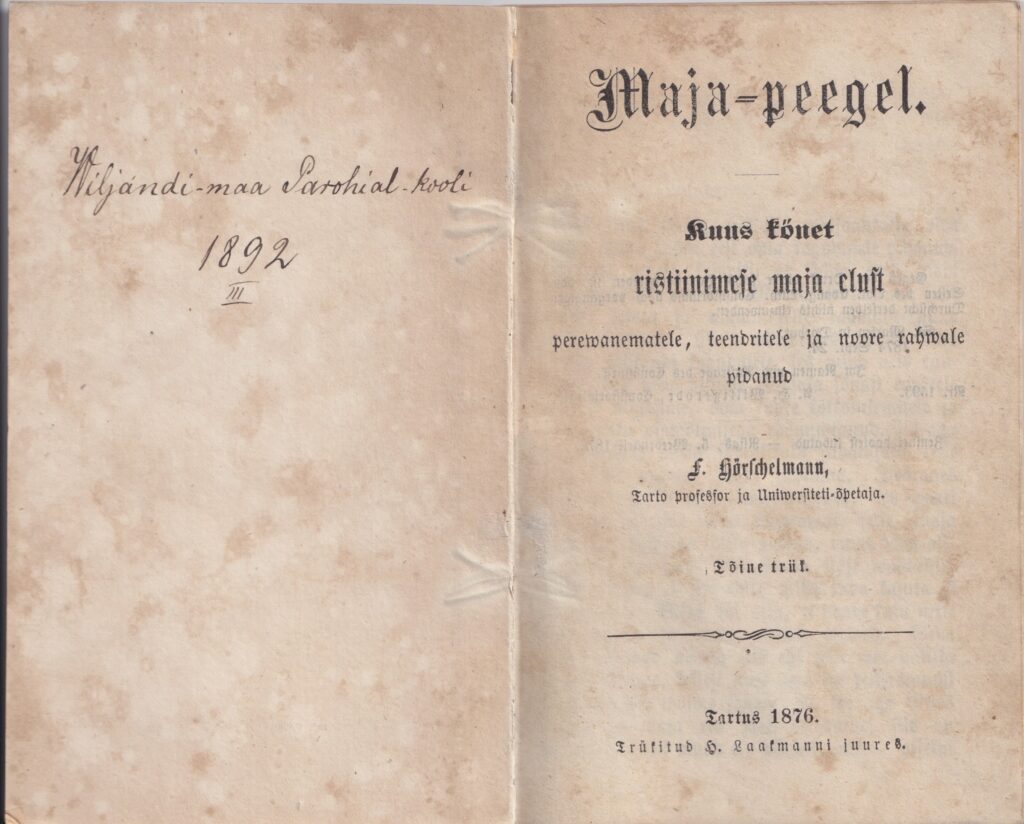 Wiljandi-maa Parohial-kooli
1892
III
Maja-peegel.
Kuus kõnet
ristiinimese maja elust
perewanematele, teendritele ja noore rahwale
pidanud
F. Hörschelmann,
Tarto professor ja Uniwersiteti-õpetaja.
Tõine trük.
Tartus 1876.
Trükitud H. Laakmanni juures.